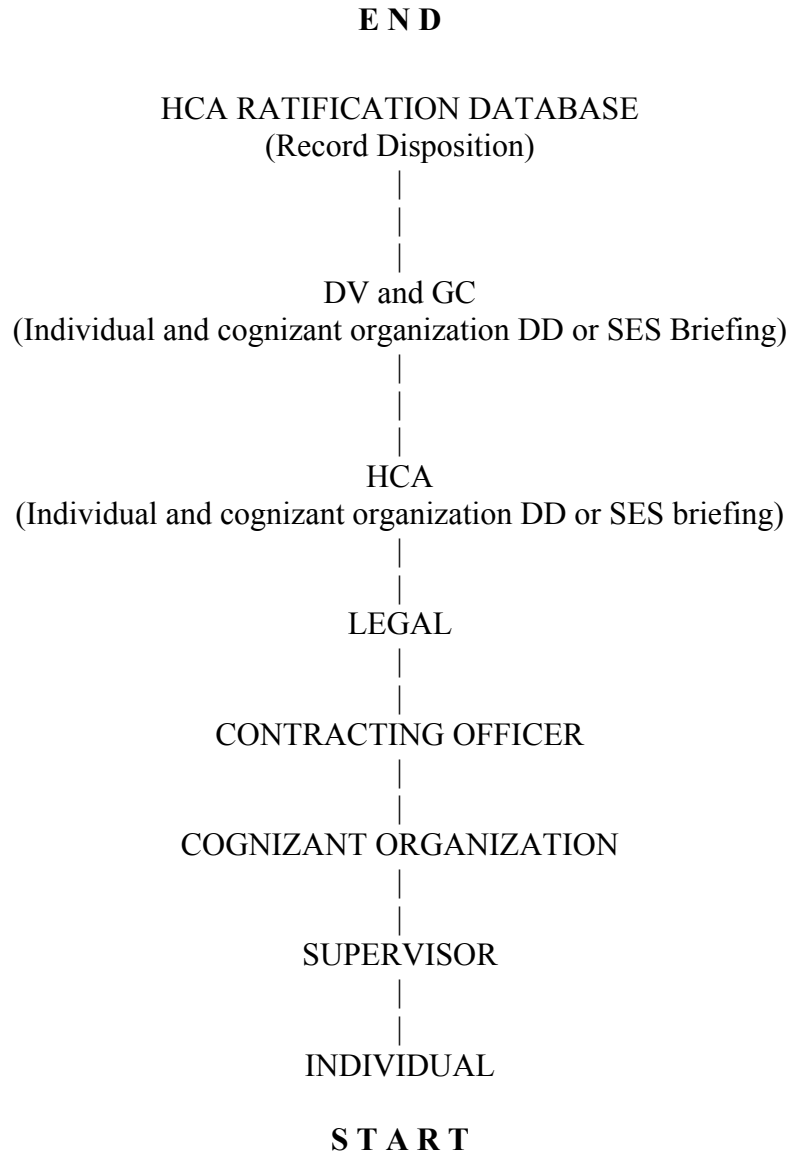 E N D
HCA RATIFICATION DATABASE
(Record Disposition)
|
|
|
DV and GC
(Individual and cognizant organization DD or SES Briefing)
|
|
|
HCA
(Individual and cognizant organization DD or SES briefing)
|
|
LEGAL
|
|
CONTRACTING OFFICER
|
|
COGNIZANT ORGANIZATION
|
|
SUPERVISOR
|
|
INDIVIDUAL
S T A R T